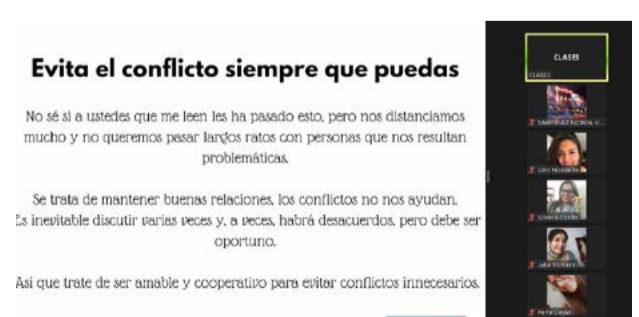 Evita el conflicto siempre que puedas
No sé si a ustedes que me leen les ha pasado esto, pero nos distanciamos
mucho y no queremos pasar largos ratos con personas que nos resultan
problemáticas.
Se trata de mantener buenas relaciones, los conflictos no nos ayudan.
Es inevitable discutir varias veces y, a veces, habrá desacuerdos, pero debe ser
oportuno.
Así que trate de ser amable y cooperativo para evitar conflictos innecesarios.
CLASES
CLASES